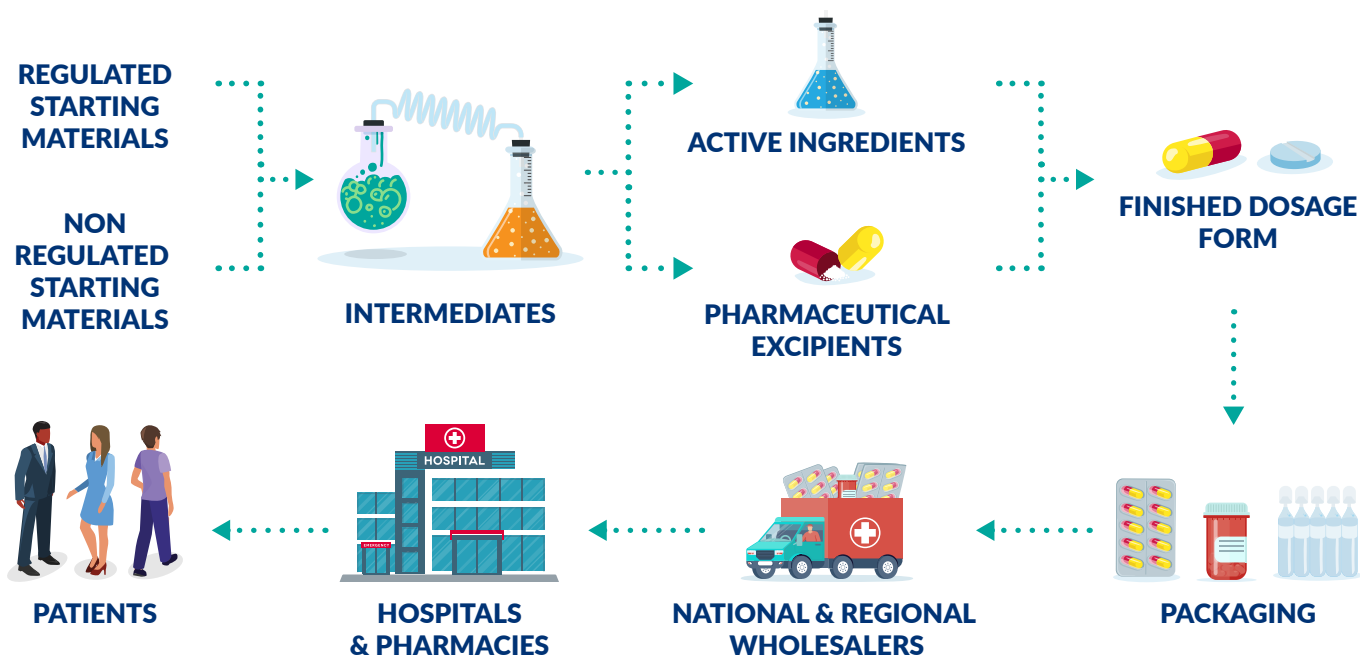 REGULATED
STARTING
MATERIALS
NON
REGULATED
STARTING
MATERIALS
INTERMEDIATES
ACTIVE INGREDIENTS
PHARMACEUTICAL
EXCIPIENTS
FINISHED DOSAGE
FORM
PATIENTS
HOSPITAL
EMERGENCY
HOSPITALS
& PHARMACIES
NATIONAL & REGIONAL
WHOLESALERS
PACKAGING